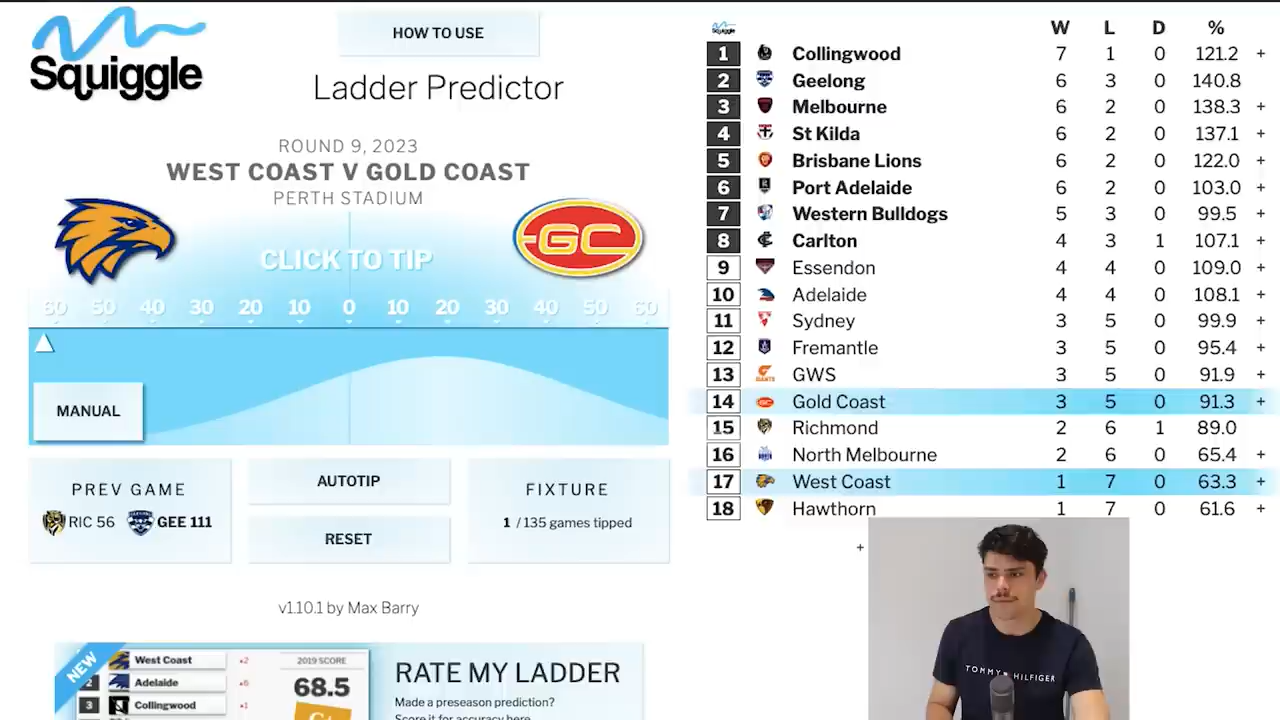 Squiggle
HOW TO USE
Ladder Predictor
ROUND 9, 2023
WEST COAST V GOLD COAST
PERTH STADIUM
GC
CLICK TO TIP
60 50 40 30 20 10 0 10 20 30 40 50 60
MANUAL
PREV GAME
RIC 56 GEE 111
AUTOTIP
RESET
FIXTURE
1 / 135 games tipped
v1.10.1 by Max Barry
NEW
West Coast
2 Adelaide
3 Collingwood
2019 SCORE
68.5
RATE MY LADDER
Made a preseason prediction?
Score it for accuracy here.
Squiggle W L D %
1 Collingwood 7 1 0 121.2 +
2 Geelong 6 3 0 140.8
3 Melbourne 6 2 0 138.3 +
4 St Kilda 6 2 0 137.1 +
5 Brisbane Lions 6 2 0 122.0 +
6 Port Adelaide 6 2 0 103.0 +
7 Western Bulldogs 5 3 0 99.5 +
8 Carlton 4 3 1 107.1 +
9 Essendon 4 4 0 109.0 +
10 Adelaide 4 4 0 108.1 +
11 Sydney 3 5 0 99.9 +
12 Fremantle 3 5 0 95.4 +
13 GWS 3 5 0 91.9 +
14 Gold Coast 3 5 0 91.3 +
15 Richmond 2 6 1 89.0
16 North Melbourne 2 6 0 65.4 +
17 West Coast 1 7 0 63.3 +
18 Hawthorn 1 7 0 61.6 +
+
TOMMY HILFIGER